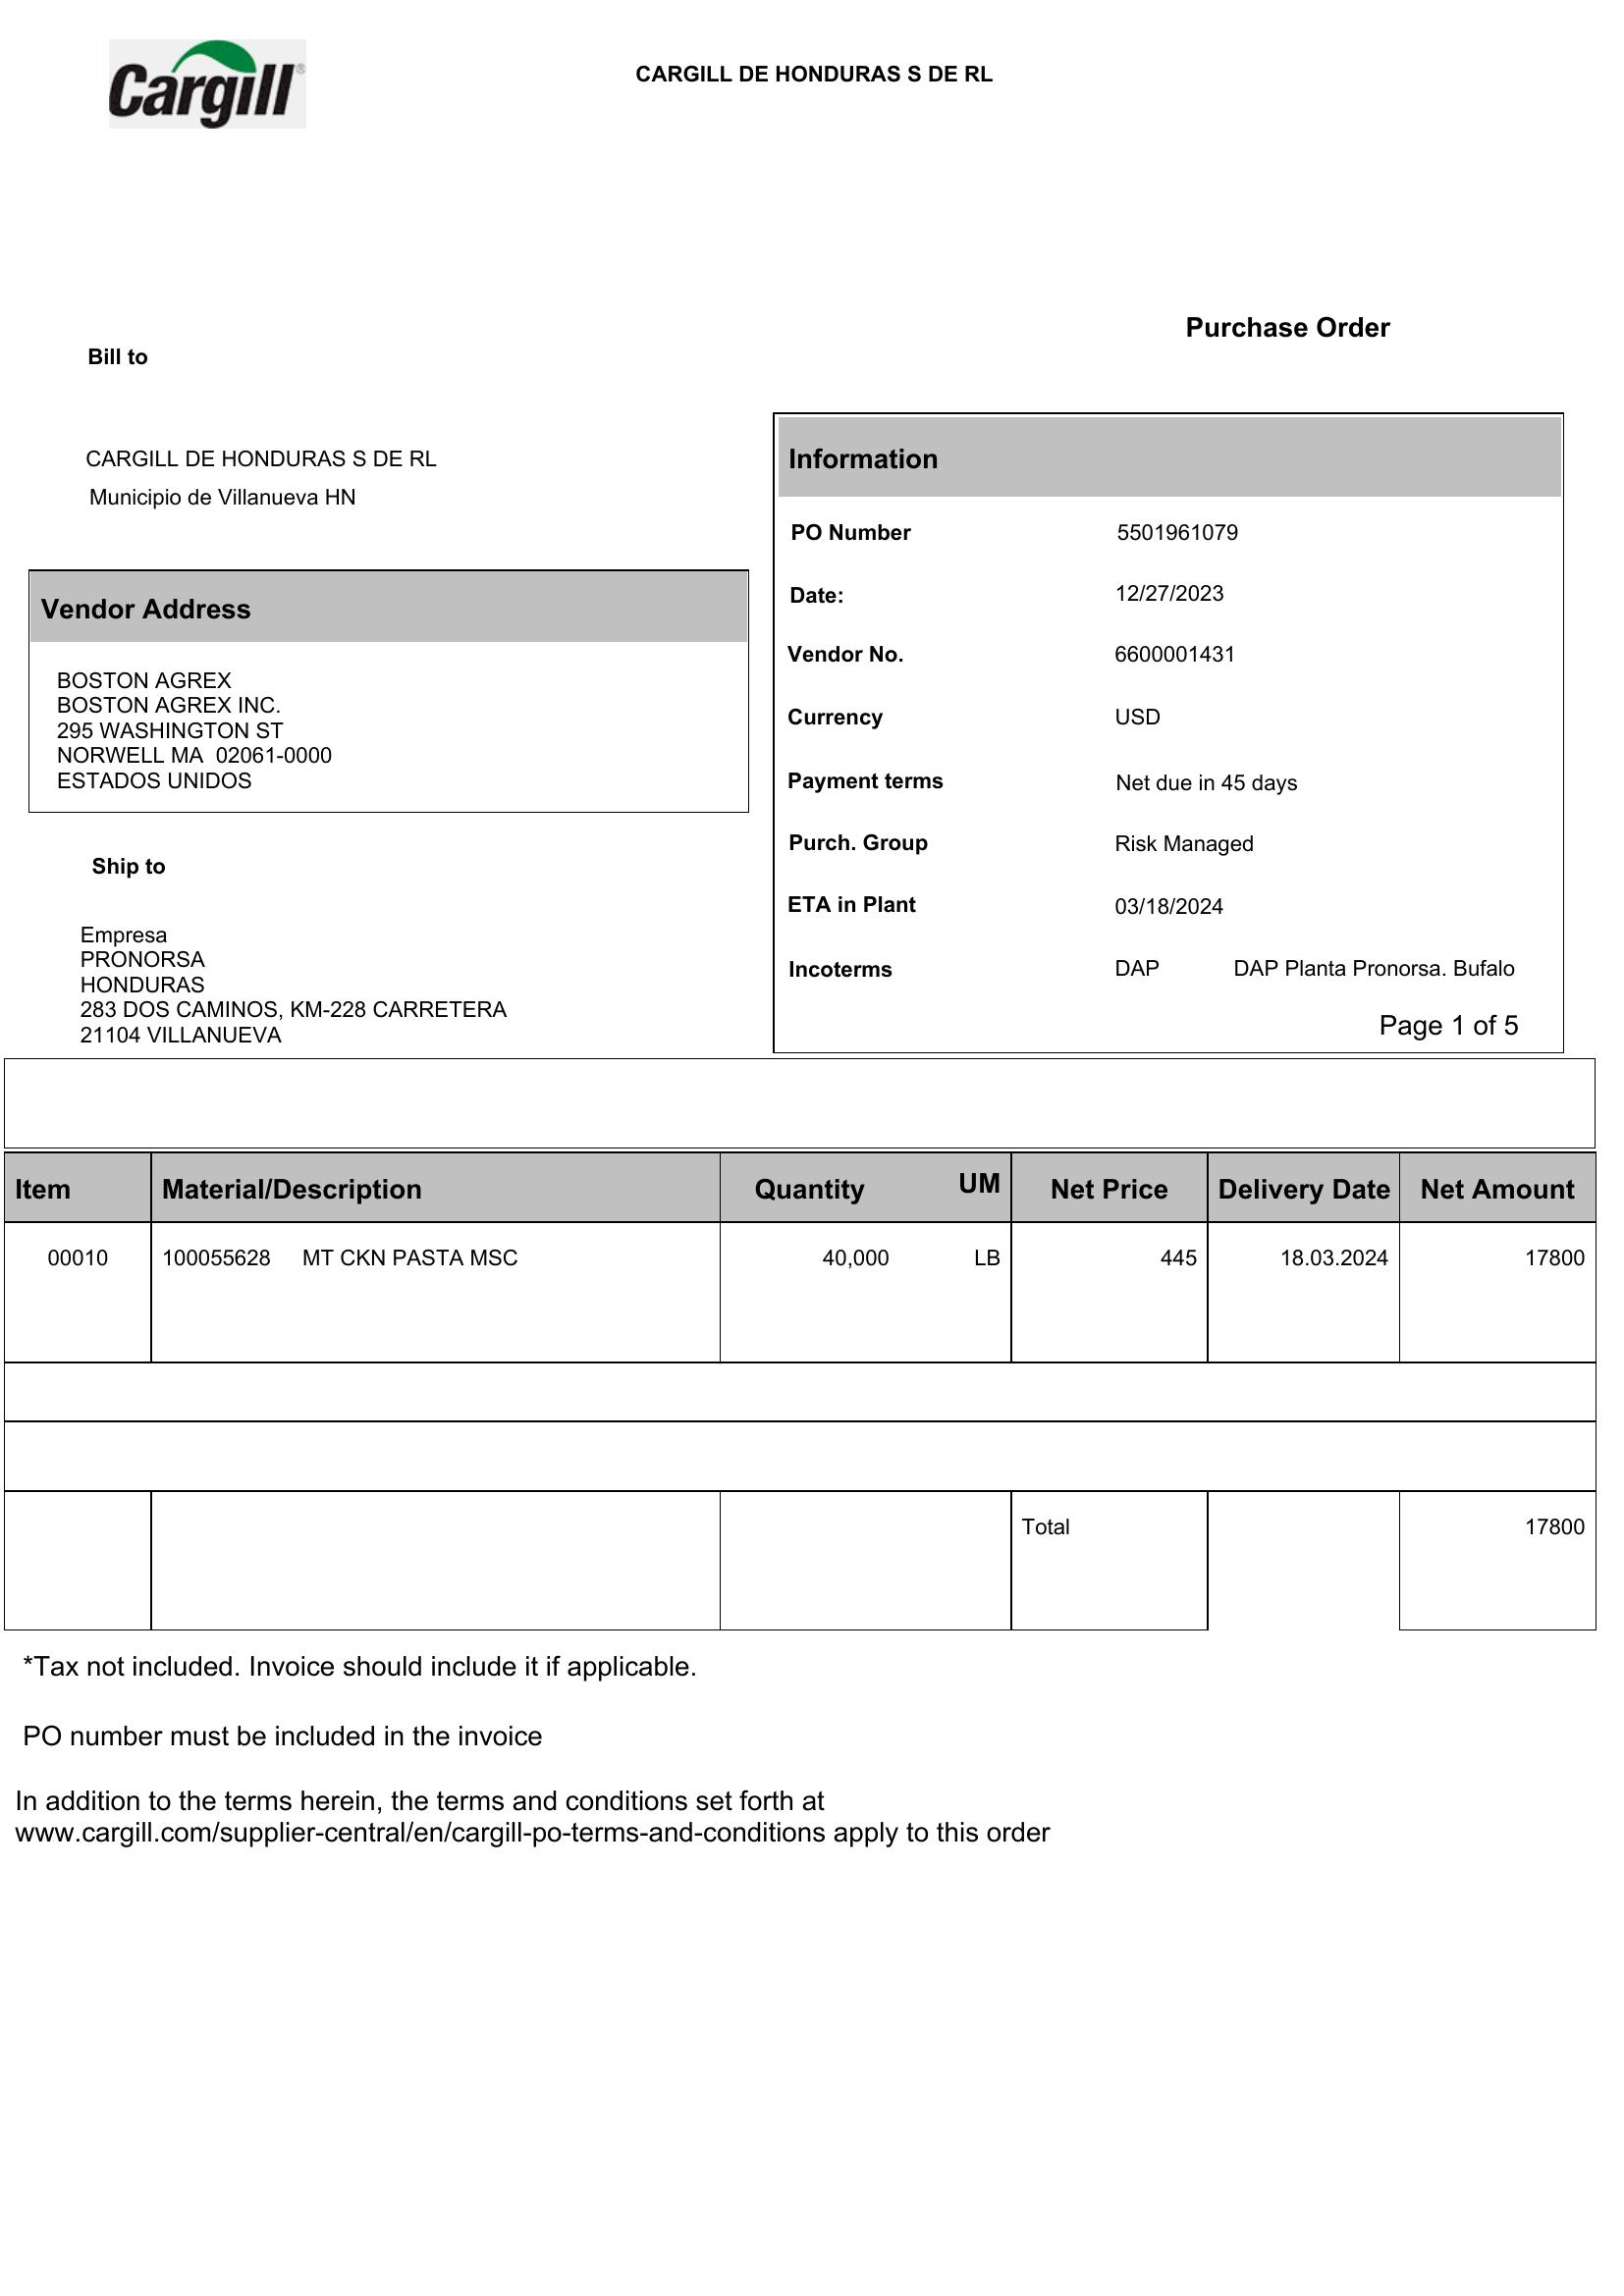 Cargill®
CARGILL DE HONDURAS S DE RL
Purchase Order
Bill to
CARGILL DE HONDURAS S DE RL
Municipio de Villanueva HN
Vendor Address
BOSTON AGREX
BOSTON AGREX INC.
295 WASHINGTON ST
NORWELL MA  02061-0000
ESTADOS UNIDOS
Ship to
Empresa
PRONORSA
HONDURAS
283 DOS CAMINOS, KM-228 CARRETERA
21104 VILLANUEVA
Information
PO Number 5501961079
Date: 12/27/2023
Vendor No. 6600001431
Currency USD
Payment terms Net due in 45 days
Purch. Group Risk Managed
ETA in Plant 03/18/2024
Incoterms DAP DAP Planta Pronorsa. Bufalo
Page 1 of 5
Item Material/Description Quantity UM Net Price Delivery Date Net Amount
00010 100055628 MT CKN PASTA MSC 40,000 LB 445 18.03.2024 17800
Total 17800
*Tax not included. Invoice should include it if applicable.
PO number must be included in the invoice
In addition to the terms herein, the terms and conditions set forth at
www.cargill.com/supplier-central/en/cargill-po-terms-and-conditions apply to this order